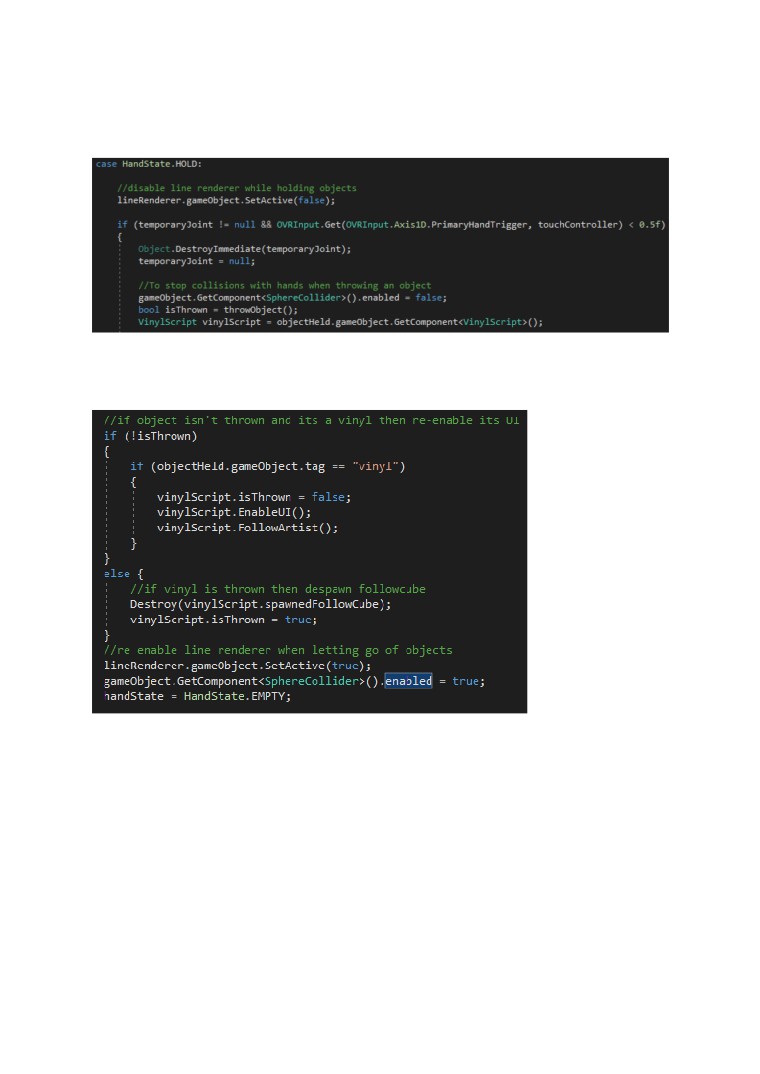 case HandState.HOLD:
//disable line renderer while holding objects
lineRenderer.gameObject.SetActive(false);
if (temporaryJoint != null && OVRInput.Get(OVRInput.Axis1D.PrimaryHandTrigger, touchController) < 0.5f)
{
Object.DestroyImmediate(temporaryJoint);
temporaryJoint = null;
//To stop collisions with hands when throwing an object
gameObject.GetComponent<SphereCollider>().enabled = false;
bool isThrown = throwObject();
VinylScript vinylScript = objectHeld.gameObject.GetComponent<VinylScript>();
//if object isn't thrown and its a vinyl then re-enable its UI
if (!isThrown)
{
if (objectHeld.gameObject.tag == "vinyl")
{
vinylScript.isThrown = false;
vinylScript.EnableUI();
vinylScript.FollowArtist();
}
}
else {
//if vinyl is thrown then despawn followcube
Destroy(vinylScript.spawnedFollowCube);
vinylScript.isThrown = true;
}
//re enable line renderer when letting go of objects
lineRenderer.gameObject.SetActive(true);
gameObject.GetComponent<SphereCollider>().enabled = true;
handState = HandState.EMPTY;